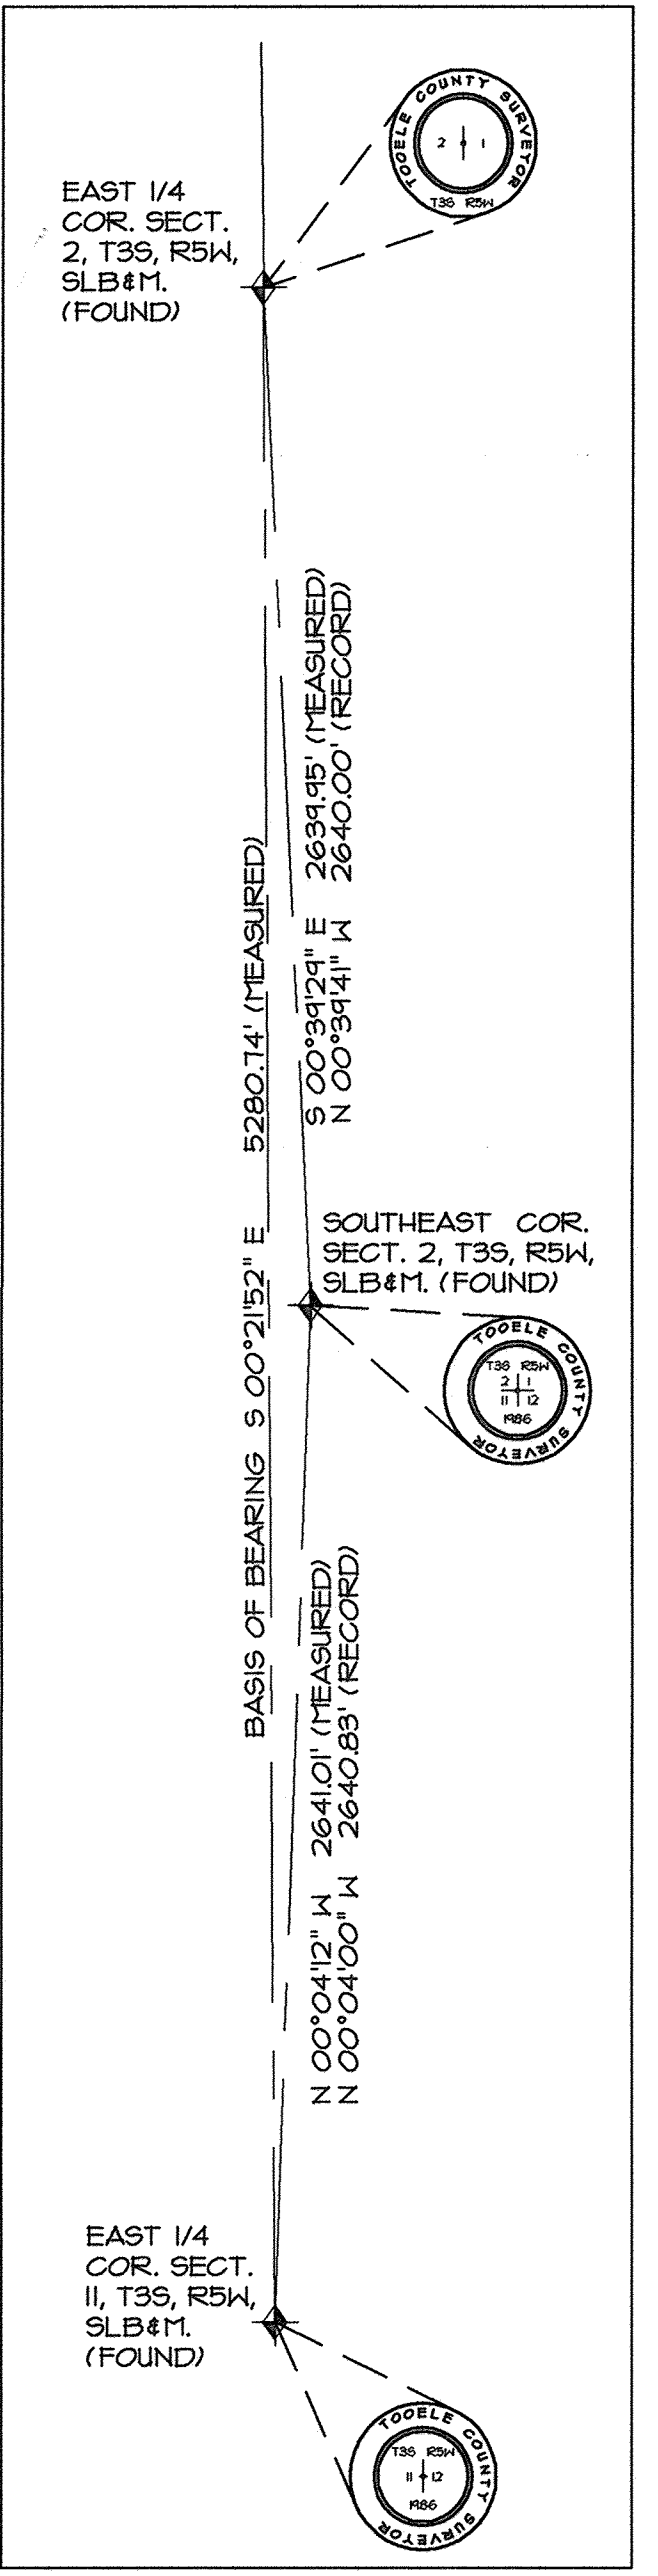 TOOELE COUNTY SURVEYOR
2 1
T3S R5W
EAST 1/4
COR. SECT.
2, T3S, R5W,
SLB&M.
(FOUND)
S 00°39'29" E 2639.95' (MEASURED)
N 00°39'41" W 2640.00' (RECORD)
BASIS OF BEARING S 00°21'52" E 5280.74' (MEASURED)
SOUTHEAST COR.
SECT. 2, T3S, R5W,
SLB&M. (FOUND)
TOOELE COUNTY SURVEYOR
T3S R5W
2 1
11 12
1986
N 00°04'12" W 2641.01' (MEASURED)
N 00°04'00" W 2640.83' (RECORD)
EAST 1/4
COR. SECT.
11, T3S, R5W,
SLB&M.
(FOUND)
TOOELE COUNTY SURVEYOR
T3S R5W
11 12
1986